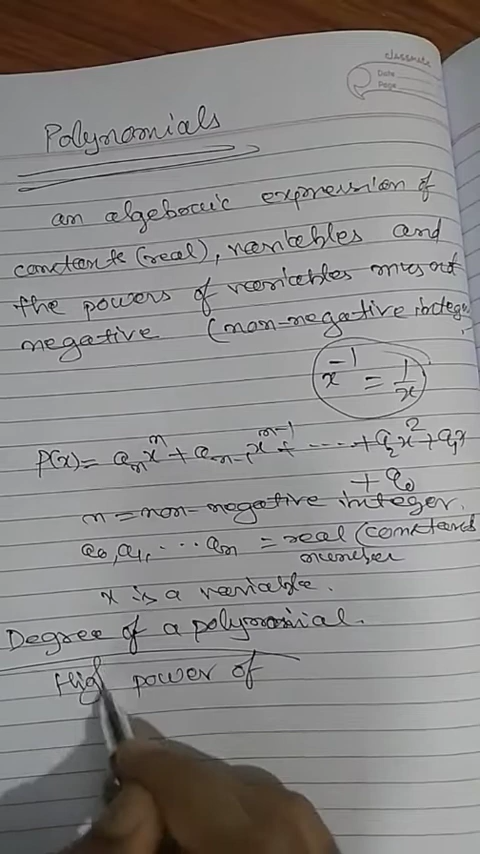 classmate
Date
Page
Polynomials
an algebraic expression of
constants (real), variables and
the powers of variables must not
negative (non-negative intege
x⁻¹ = 1/x
P(x) = aₙxⁿ + aₙ₋₁xⁿ⁻¹ + ..... + a₂x² + a₁x
+ a₀
n = non-negative integer.
a₀, a₁, ... aₙ = real (constants
number
x is a variable.
Degree of a polynomial.
High power of